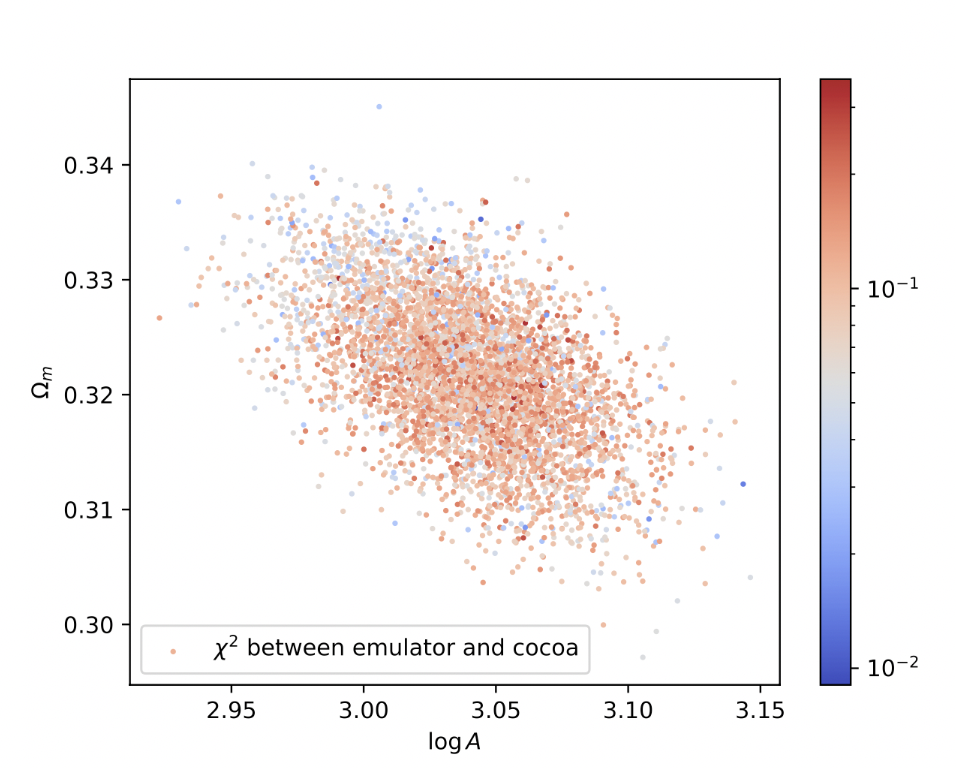 0.34
0.33
0.32
0.31
0.30
Ωₘ
χ² between emulator and cocoa
2.95 3.00 3.05 3.10 3.15
log A
10⁻¹
10⁻²